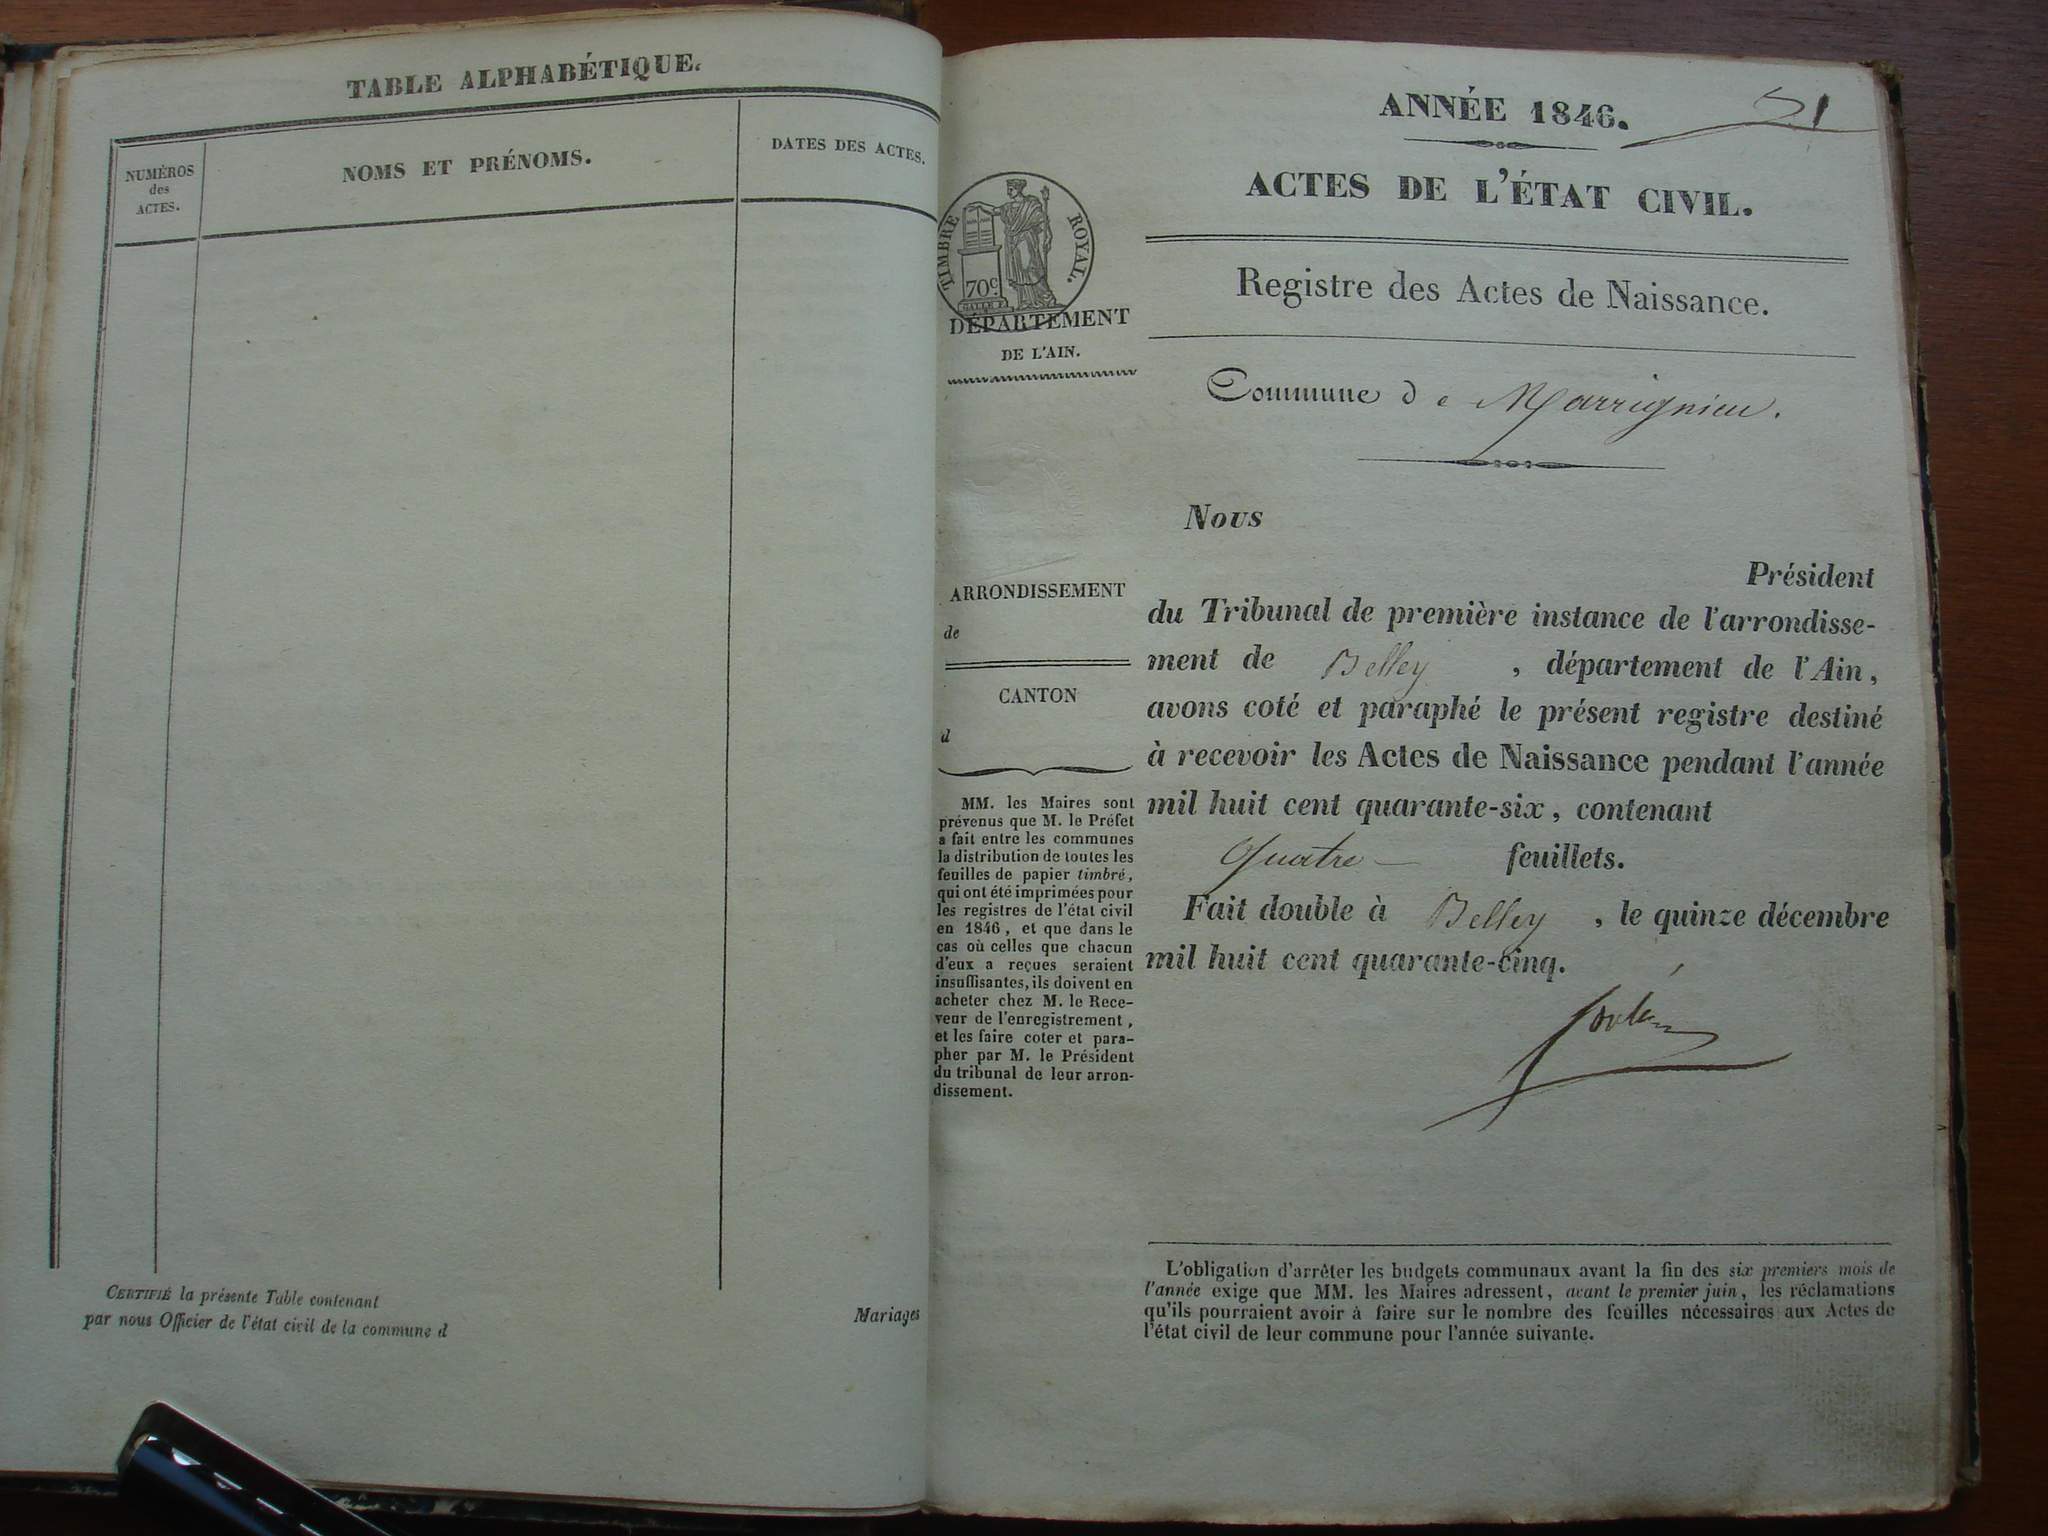 TABLE ALPHABÉTIQUE.
NUMÉROS
des
ACTES.
NOMS ET PRÉNOMS.
DATES DES ACTES.
CERTIFIÉ la présente Table contenant
Mariages
par nous Officier de l'état civil de la commune d
ANNÉE 1846.
ACTES DE L'ÉTAT CIVIL.
TIMBRE ROYAL.
70c.
DÉPARTEMENT
DE L'AIN.
Registre des Actes de Naissance.
Commune de Marrignieu.
ARRONDISSEMENT
de
CANTON
d
MM. les Maires sont
prévenus que M. le Préfet
a fait entre les communes
la distribution de toutes les
feuilles de papier timbré,
qui ont été imprimées pour
les registres de l'état civil
en 1846, et que dans le
cas où celles que chacun
d'eux a reçues seraient
insuffisantes, ils doivent en
acheter chez M. le Rece-
veur de l'enregistrement,
et les faire coter et para-
pher par M. le Président
du tribunal de leur arron-
dissement.
Nous
Président
du Tribunal de première instance de l'arrondisse-
ment de Belley, département de l'Ain,
avons coté et paraphé le présent registre destiné
à recevoir les Actes de Naissance pendant l'année
mil huit cent quarante-six, contenant
Quatre feuillets.
Fait double à Belley, le quinze décembre
mil huit cent quarante-cinq.
L'obligation d'arrêter les budgets communaux avant la fin des six premiers mois de
l'année exige que MM. les Maires adressent, avant le premier juin, les réclamations
qu'ils pourraient avoir à faire sur le nombre des feuilles nécessaires aux Actes de
l'état civil de leur commune pour l'année suivante.